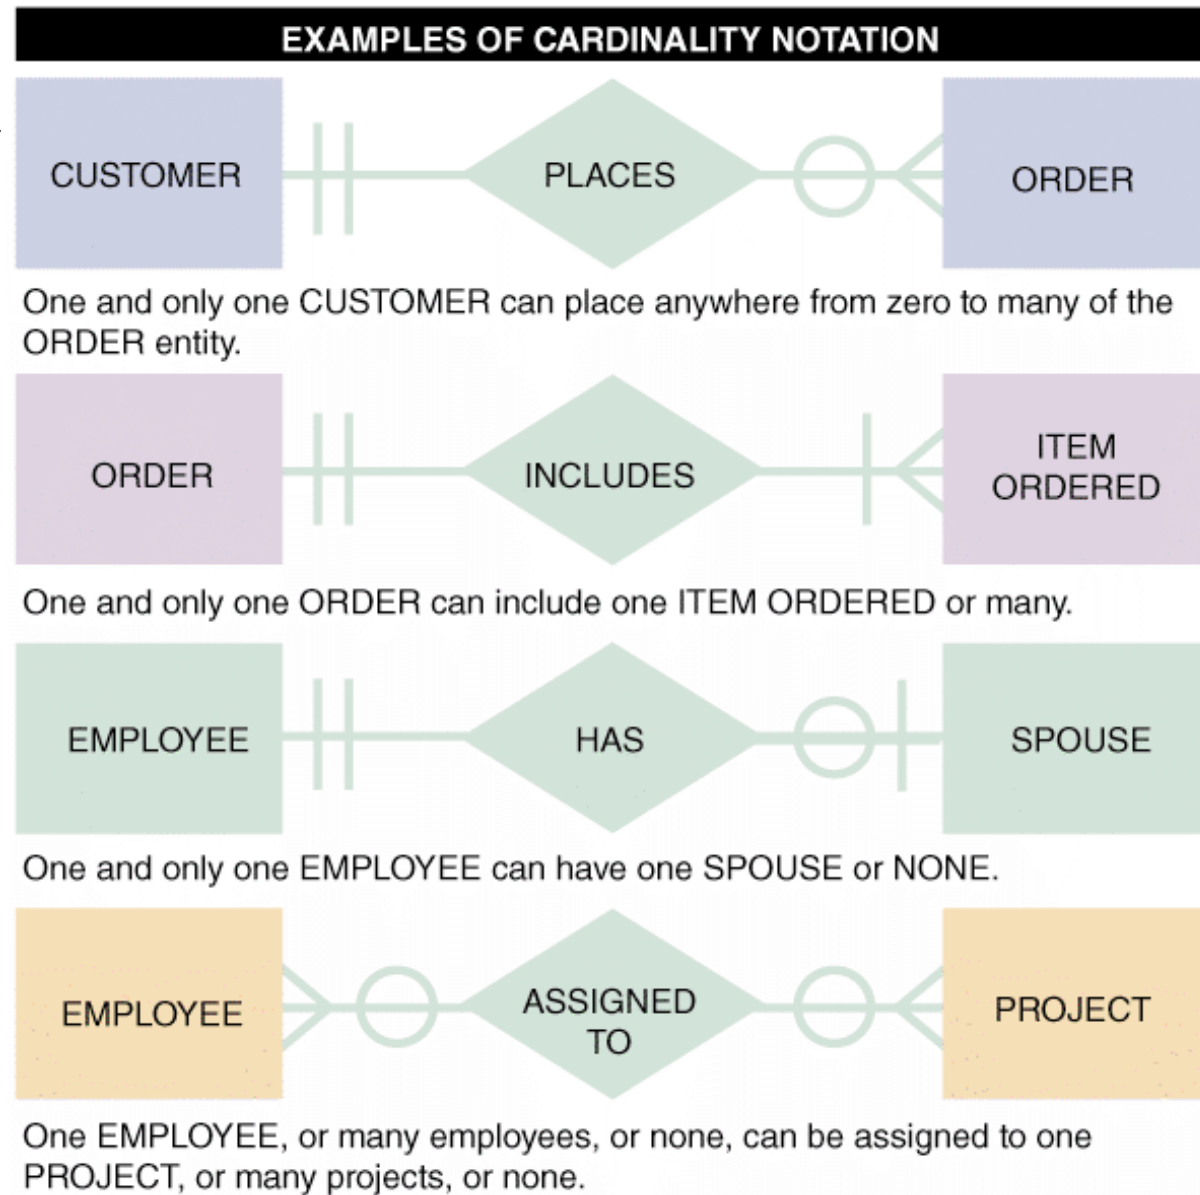 EXAMPLES OF CARDINALITY NOTATION
CUSTOMER
PLACES
ORDER
One and only one CUSTOMER can place anywhere from zero to many of the
ORDER entity.
ORDER
INCLUDES
ITEM
ORDERED
One and only one ORDER can include one ITEM ORDERED or many.
EMPLOYEE
HAS
SPOUSE
One and only one EMPLOYEE can have one SPOUSE or NONE.
EMPLOYEE
ASSIGNED
TO
PROJECT
One EMPLOYEE, or many employees, or none, can be assigned to one
PROJECT, or many projects, or none.